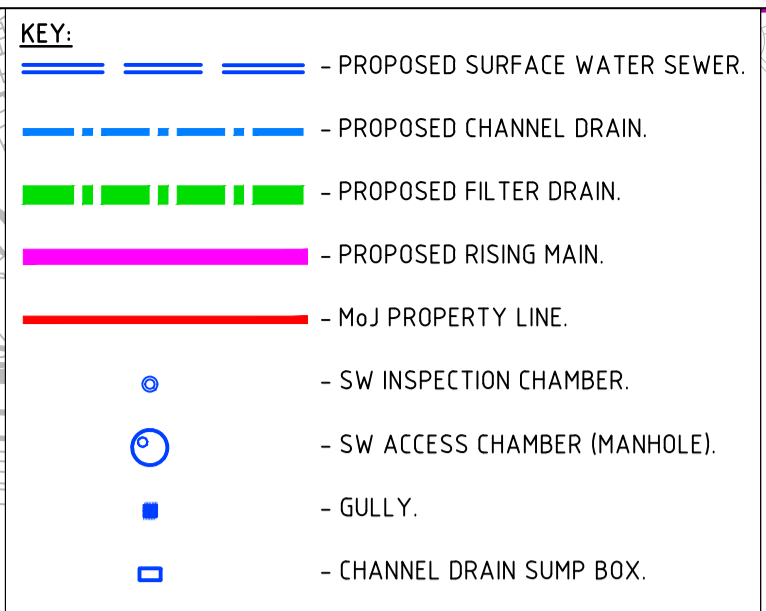 KEY:
- PROPOSED SURFACE WATER SEWER.
- PROPOSED CHANNEL DRAIN.
- PROPOSED FILTER DRAIN.
- PROPOSED RISING MAIN.
- MoJ PROPERTY LINE.
- SW INSPECTION CHAMBER.
- SW ACCESS CHAMBER (MANHOLE).
- GULLY.
- CHANNEL DRAIN SUMP BOX.